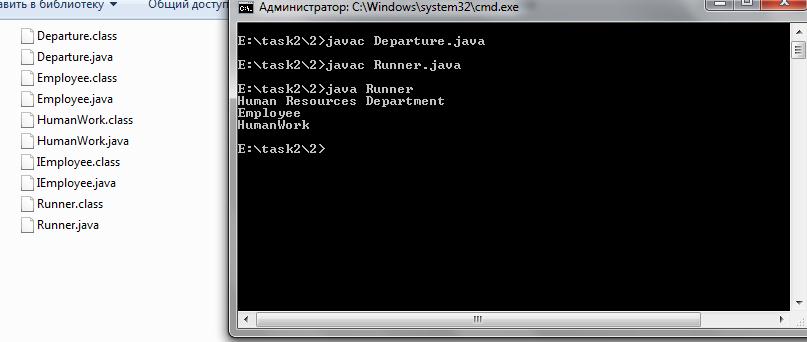 авить в библиотеку
Общий доступ
Departure.class
Departure.java
Employee.class
Employee.java
HumanWork.class
HumanWork.java
IEmployee.class
IEmployee.java
Runner.class
Runner.java
Администратор: C:\Windows\system32\cmd.exe
E:\task2\2>javac Departure.java
E:\task2\2>javac Runner.java
E:\task2\2>java Runner
Human Resources Department
Employee
HumanWork
E:\task2\2>